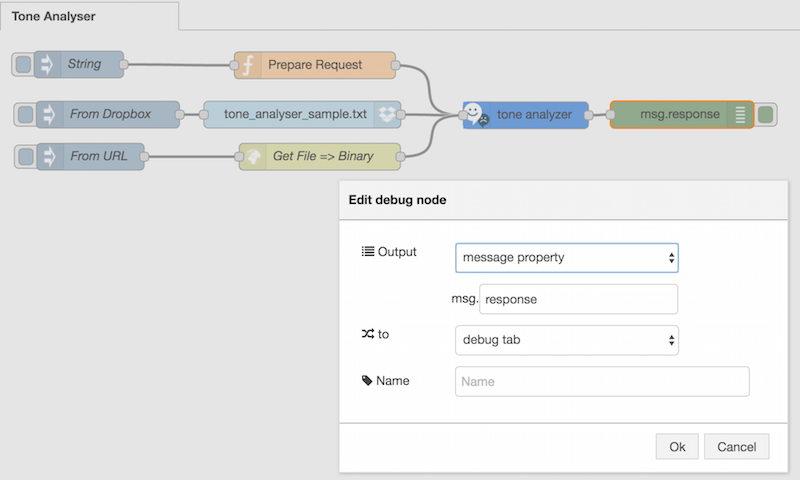 Tone Analyser
String
Prepare Request
From Dropbox
tone_analyser_sample.txt
tone analyzer
msg.response
From URL
Get File => Binary
Edit debug node
Output
message property
msg. response
to
debug tab
Name
Name
Ok
Cancel